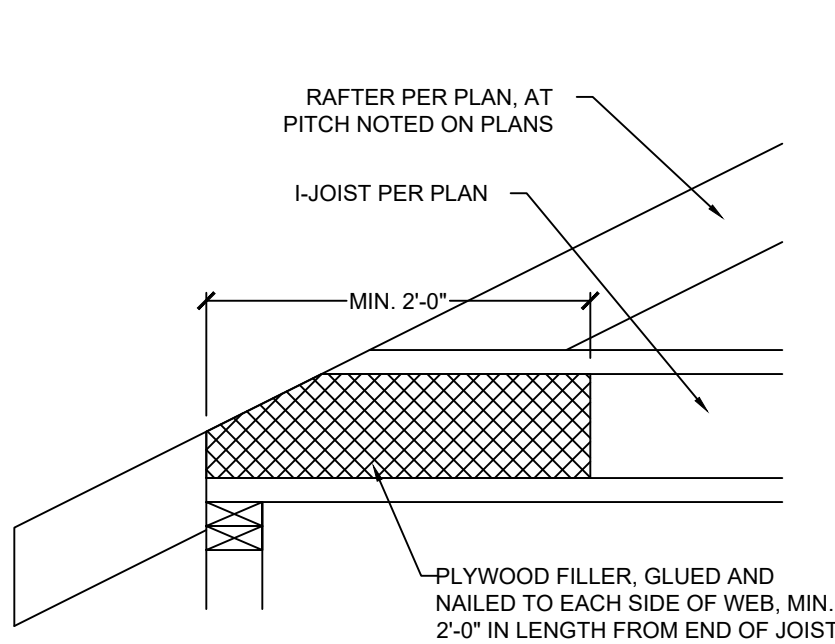 RAFTER PER PLAN, AT
PITCH NOTED ON PLANS
I-JOIST PER PLAN
MIN. 2'-0"
PLYWOOD FILLER, GLUED AND
NAILED TO EACH SIDE OF WEB, MIN.
2'-0" IN LENGTH FROM END OF JOIST